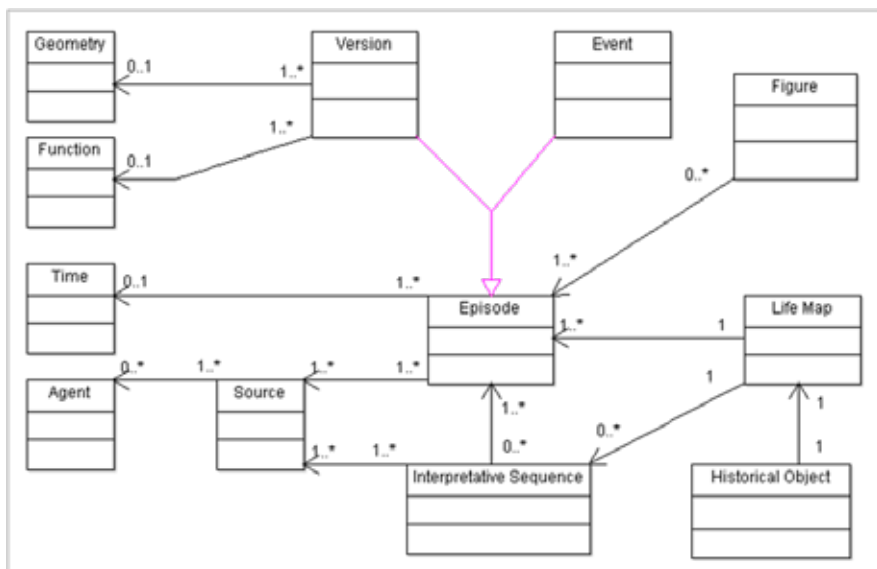 Geometry
Version
Event
Figure
0..1
1..*
Function
1..*
0..1
0..*
1..*
Time
0..1
1..*
Episode
Life Map
1..*
1
0..*
1..*
1..*
1..*
Agent
Source
1
1..*
1
0..*
1..*
1..*
0..*
1
Interpretative Sequence
Historical Object